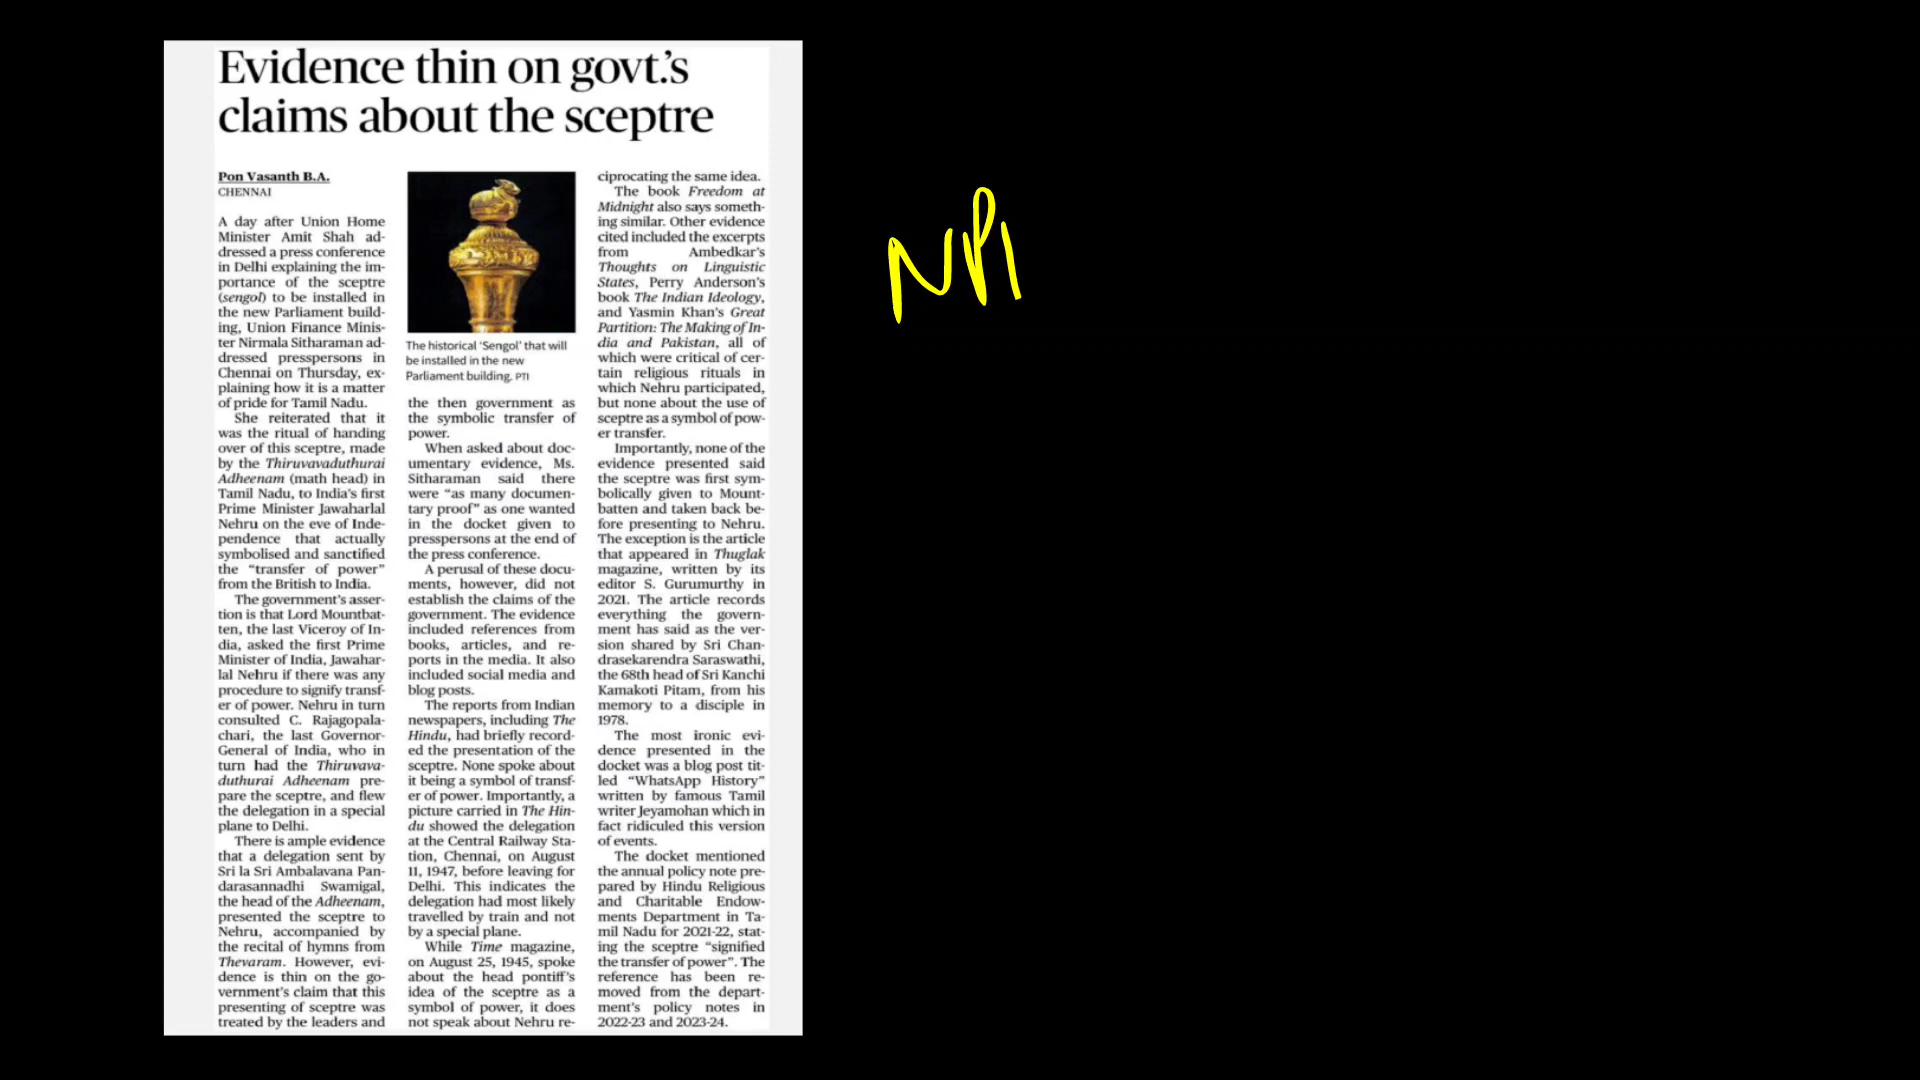 Evidence thin on govt.'s
claims about the sceptre
Pon Vasanth B.A.
CHENNAI
A day after Union Home
Minister Amit Shah ad-
dressed a press conference
in Delhi explaining the im-
portance of the sceptre
(sengol) to be installed in
the new Parliament build-
ing, Union Finance Minis-
ter Nirmala Sitharaman ad-
dressed presspersons in
Chennai on Thursday, ex-
plaining how it is a matter
of pride for Tamil Nadu.
She reiterated that it
was the ritual of handing
over of this sceptre, made
by the Thiruvavaduthurai
Adheenam (math head) in
Tamil Nadu, to India's first
Prime Minister Jawaharlal
Nehru on the eve of Inde-
pendence that actually
symbolised and sanctified
the "transfer of power"
from the British to India.
The government's asser-
tion is that Lord Mountbat-
ten, the last Viceroy of In-
dia, asked the first Prime
Minister of India, Jawahar-
lal Nehru if there was any
procedure to signify transf-
er of power. Nehru in turn
consulted C. Rajagopala-
chari, the last Governor-
General of India, who in
turn had the Thiruvava-
duthurai Adheenam pre-
pare the sceptre, and flew
the delegation in a special
plane to Delhi.
There is ample evidence
that a delegation sent by
Sri la Sri Ambalavana Pan-
darasannadhi Swamigal,
the head of the Adheenam,
presented the sceptre to
Nehru, accompanied by
the recital of hymns from
Thevaram. However, evi-
dence is thin on the go-
vernment's claim that this
presenting of sceptre was
treated by the leaders and
The historical 'Sengol' that will
be installed in the new
Parliament building. PTI
the then government as
the symbolic transfer of
power.
When asked about doc-
umentary evidence, Ms.
Sitharaman said there
were "as many documen-
tary proof" as one wanted
in the docket given to
presspersons at the end of
the press conference.
A perusal of these docu-
ments, however, did not
establish the claims of the
government. The evidence
included references from
books, articles, and re-
ports in the media. It also
included social media and
blog posts.
The reports from Indian
newspapers, including The
Hindu, had briefly record-
ed the presentation of the
sceptre. None spoke about
it being a symbol of transf-
er of power. Importantly, a
picture carried in The Hin-
du showed the delegation
at the Central Railway Sta-
tion, Chennai, on August
11, 1947, before leaving for
Delhi. This indicates the
delegation had most likely
travelled by train and not
by a special plane.
While Time magazine,
on August 25, 1945, spoke
about the head pontiff's
idea of the sceptre as a
symbol of power, it does
not speak about Nehru re-
ciprocating the same idea.
The book Freedom at
Midnight also says someth-
ing similar. Other evidence
cited included the excerpts
from Ambedkar's
Thoughts on Linguistic
States, Perry Anderson's
book The Indian Ideology,
and Yasmin Khan's Great
Partition: The Making of In-
dia and Pakistan, all of
which were critical of cer-
tain religious rituals in
which Nehru participated,
but none about the use of
sceptre as a symbol of pow-
er transfer.
Importantly, none of the
evidence presented said
the sceptre was first sym-
bolically given to Mount-
batten and taken back be-
fore presenting to Nehru.
The exception is the article
that appeared in Thuglak
magazine, written by its
editor S. Gurumurthy in
2021. The article records
everything the govern-
ment has said as the ver-
sion shared by Sri Chan-
drasekarendra Saraswathi,
the 68th head of Sri Kanchi
Kamakoti Pitam, from his
memory to a disciple in
1978.
The most ironic evi-
dence presented in the
docket was a blog post tit-
led "WhatsApp History"
written by famous Tamil
writer Jeyamohan which in
fact ridiculed this version
of events.
The docket mentioned
the annual policy note pre-
pared by Hindu Religious
and Charitable Endow-
ments Department in Ta-
mil Nadu for 2021-22, stat-
ing the sceptre "signified
the transfer of power". The
reference has been re-
moved from the depart-
ment's policy notes in
2022-23 and 2023-24.
NPI